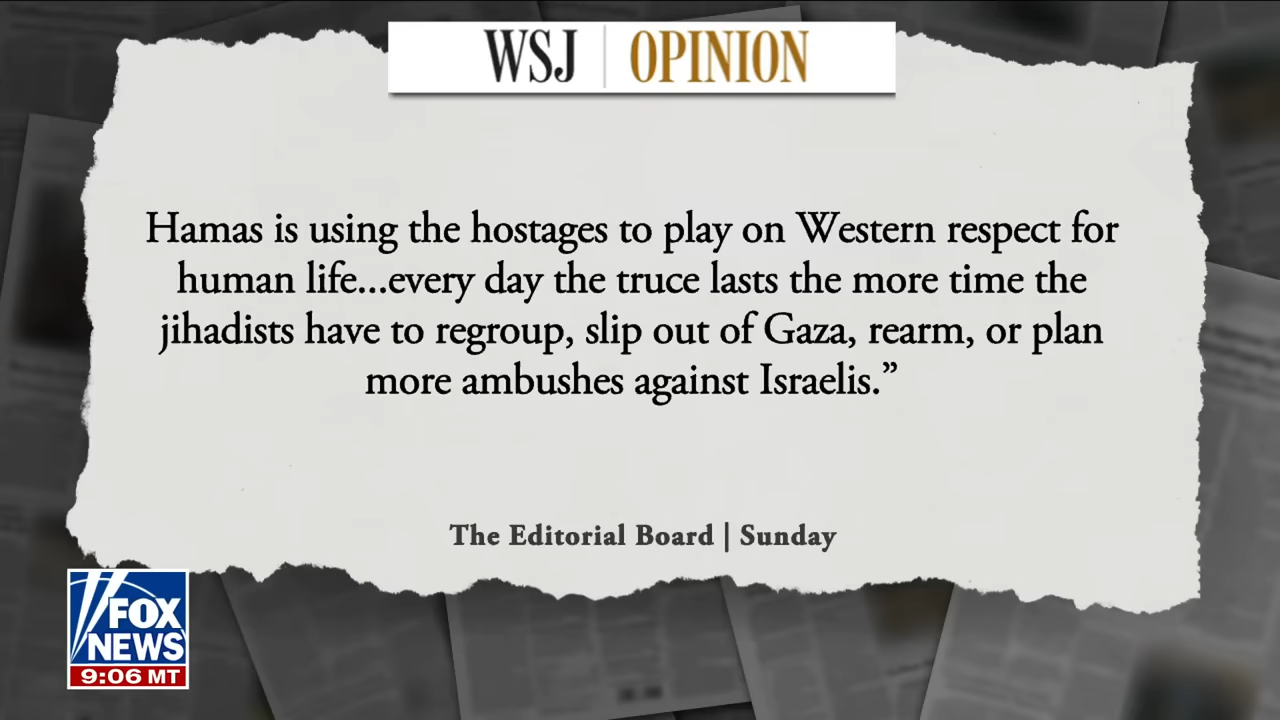 WSJ | OPINION
Hamas is using the hostages to play on Western respect for
human life...every day the truce lasts the more time the
jihadists have to regroup, slip out of Gaza, rearm, or plan
more ambushes against Israelis.”
The Editorial Board | Sunday
FOX
NEWS
9:06 MT